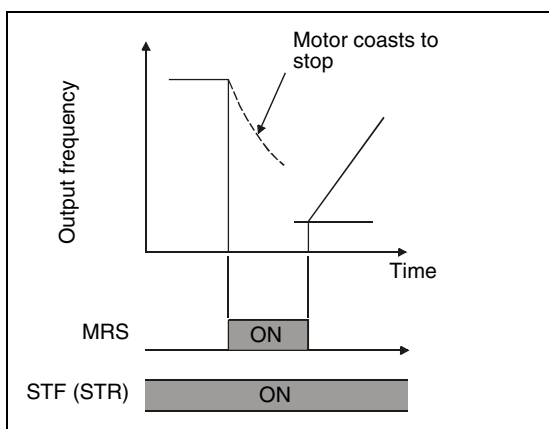 Motor coasts to
stop
Output frequency
Time
MRS
ON
STF (STR)
ON